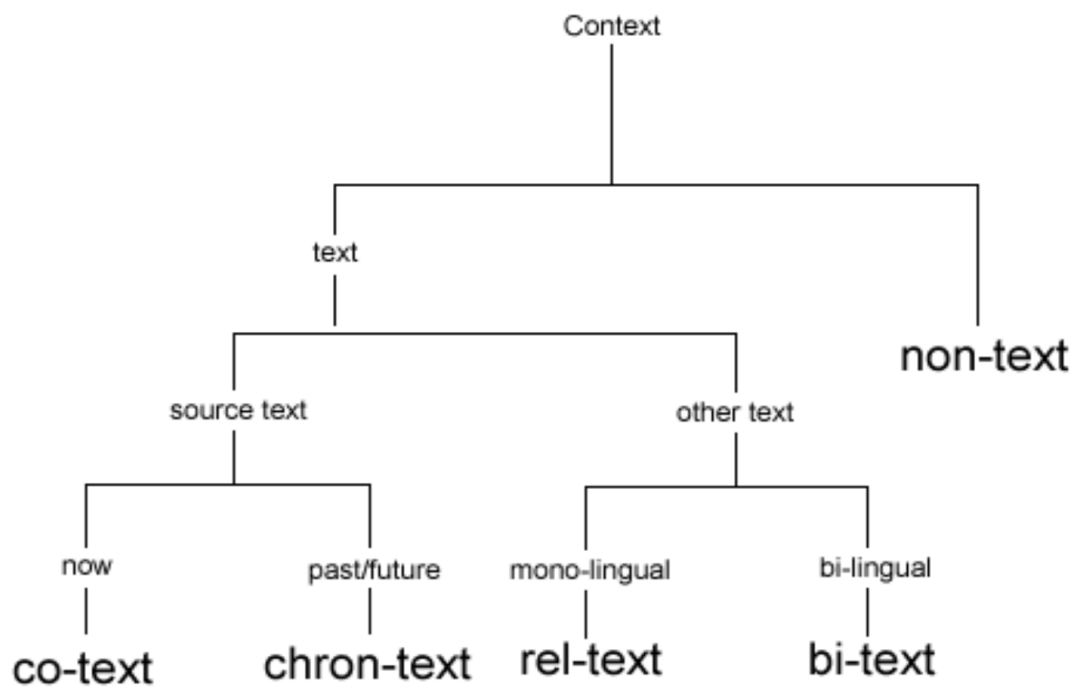 Context
text
non-text
source text
other text
now
past/future
mono-lingual
bi-lingual
co-text
chron-text
rel-text
bi-text